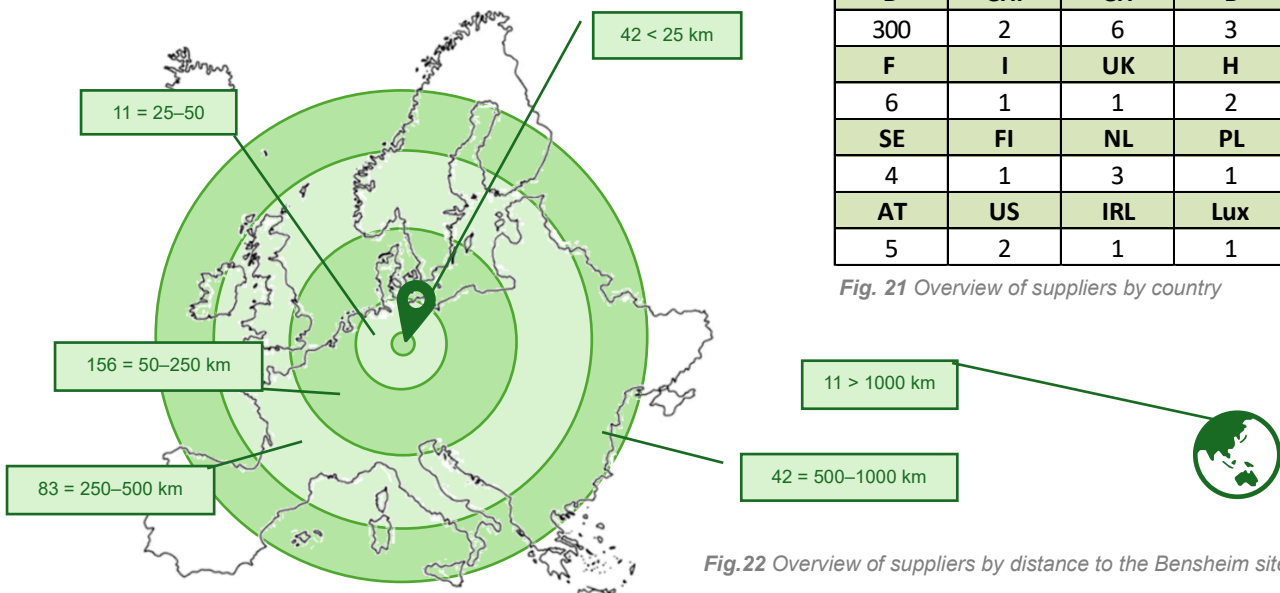 42 < 25 km
11 = 25–50
156 = 50–250 km
83 = 250–500 km
300 2 6 3
F I UK H
6 1 1 2
SE FI NL PL
4 1 3 1
AT US IRL Lux
5 2 1 1
Fig. 21 Overview of suppliers by country
11 > 1000 km
42 = 500–1000 km
Fig.22 Overview of suppliers by distance to the Bensheim site